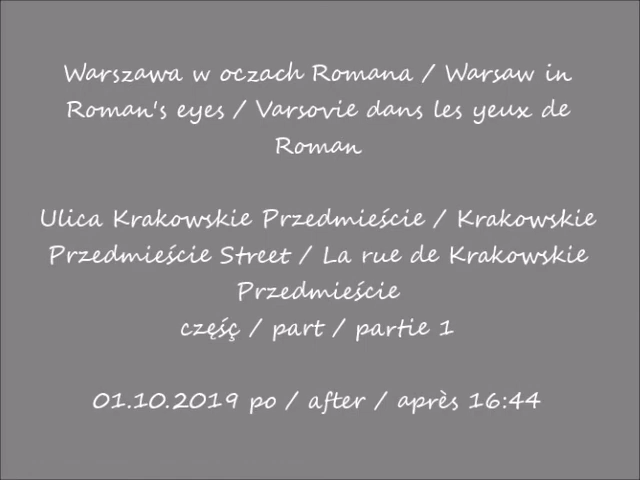 Warszawa w oczach Romana / Warsaw in
Roman's eyes / Varsovie dans les yeux de
Roman
Ulica Krakowskie Przedmieście / Krakowskie
Przedmieście Street / La rue de Krakowskie
Przedmieście
częśç / part / partie 1
01.10.2019 po / after / après 16:44